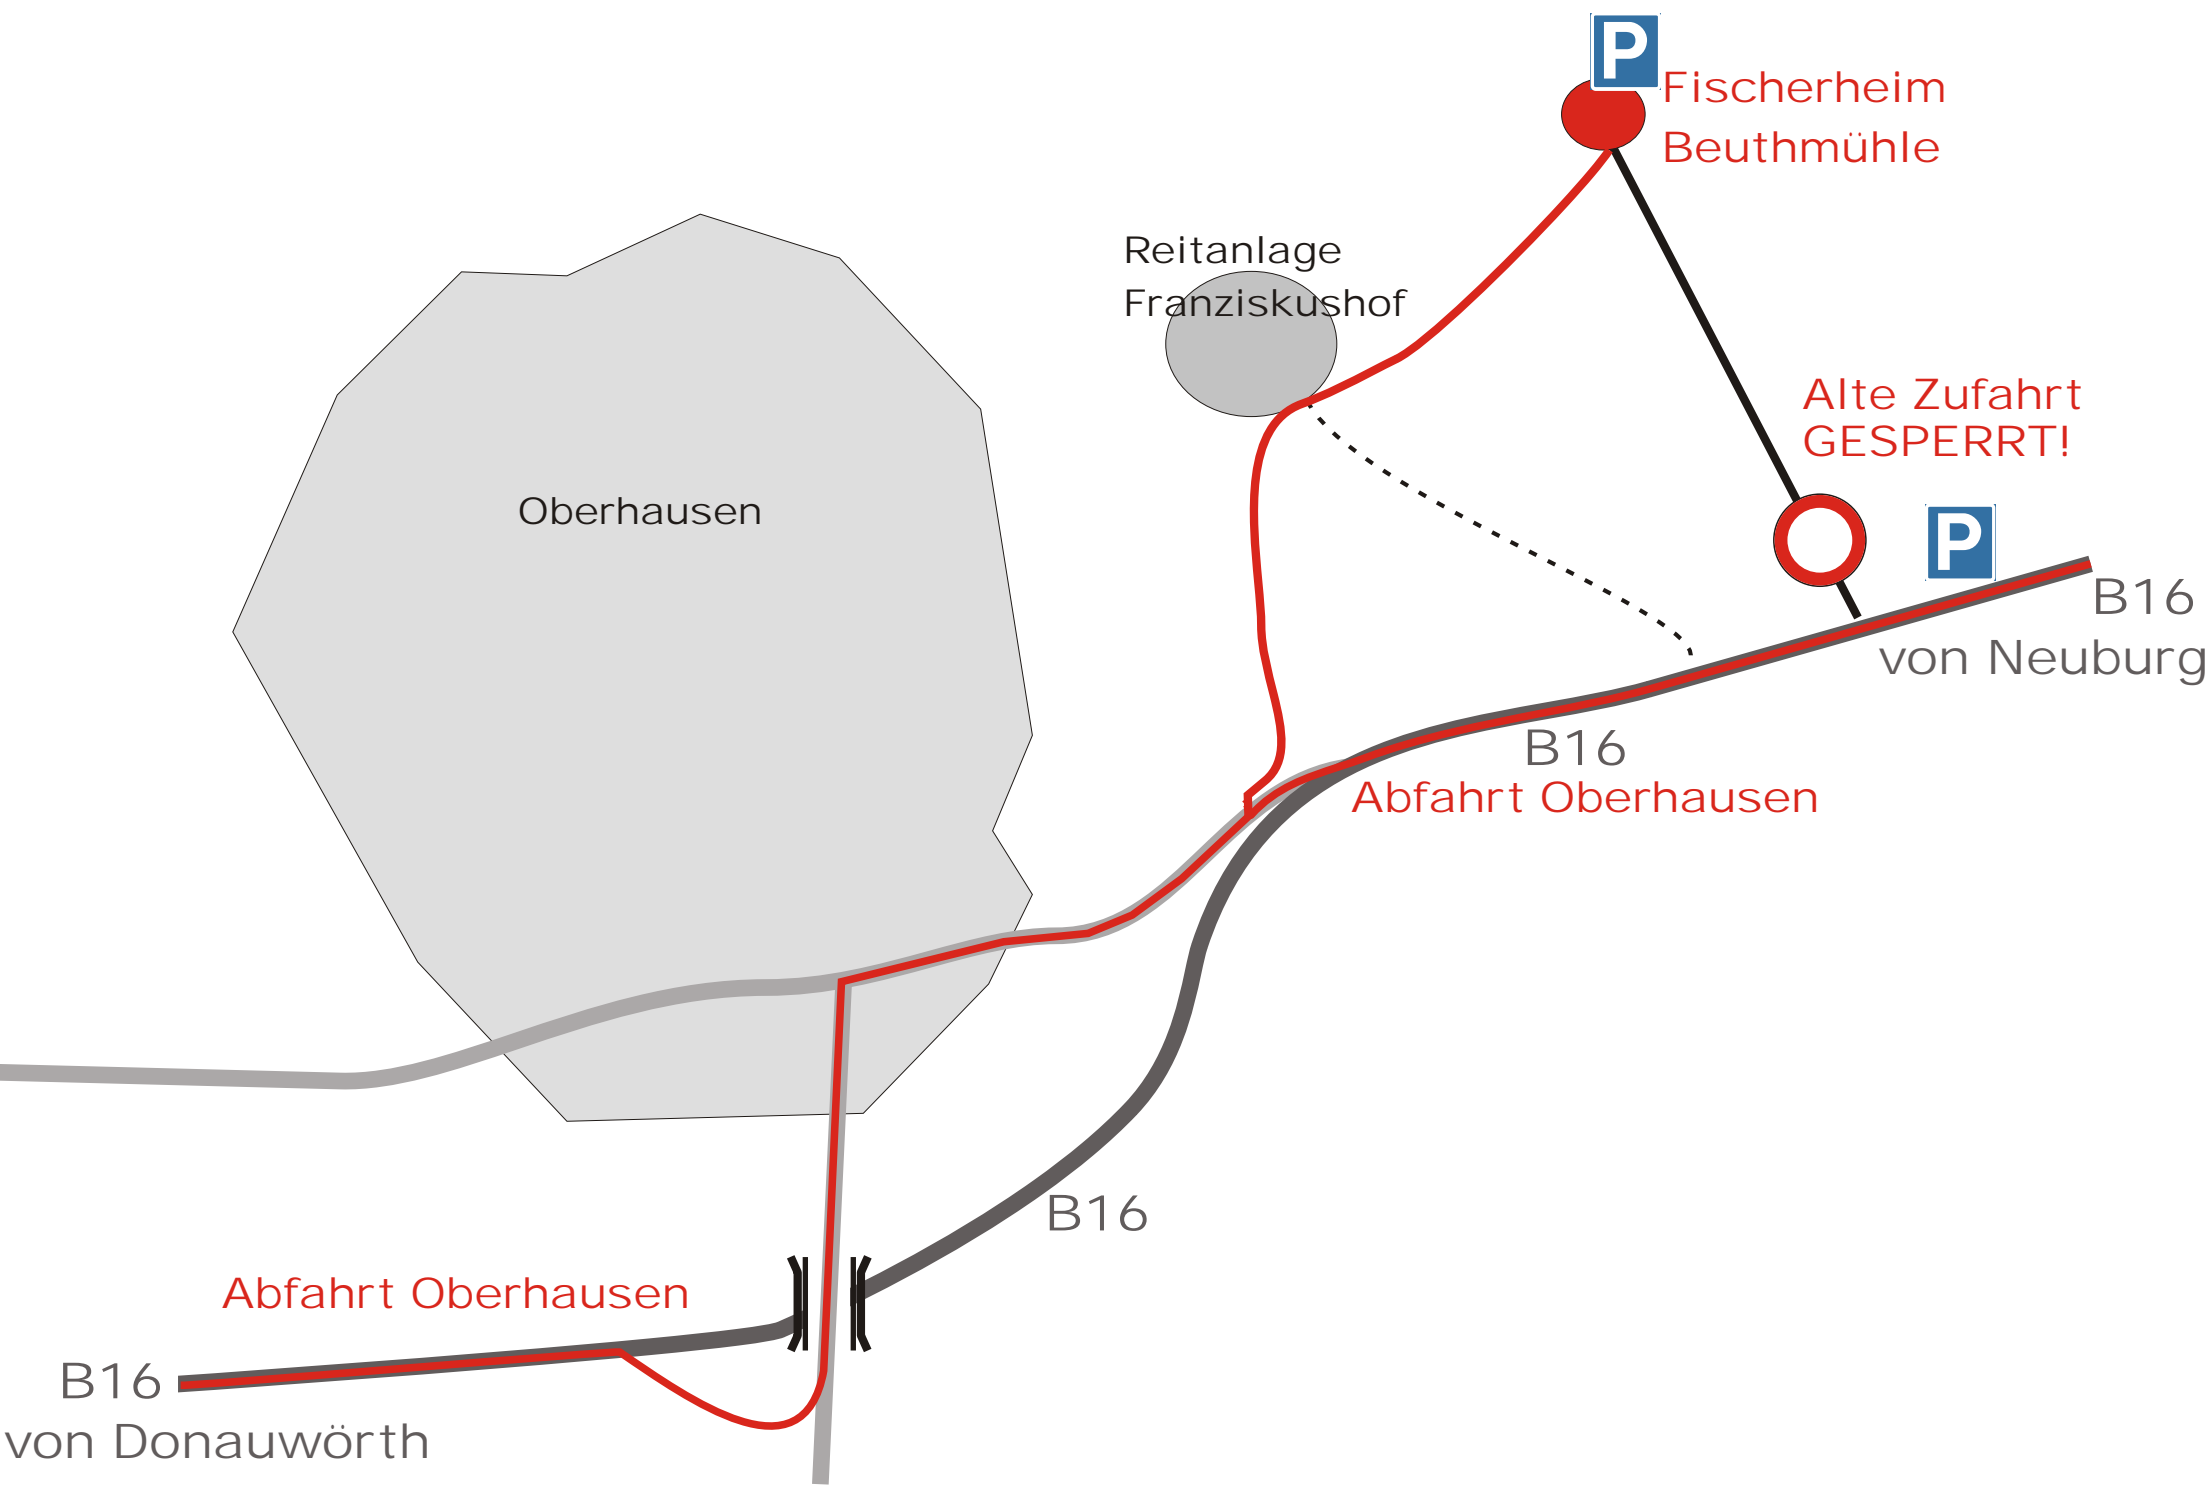 P
Fischerheim
Beuthmühle
Reitanlage
Franziskushof
Alte Zufahrt
GESPERRT!
Oberhausen
P
B16
von Neuburg
B16
Abfahrt Oberhausen
B16
Abfahrt Oberhausen
B16
von Donauwörth